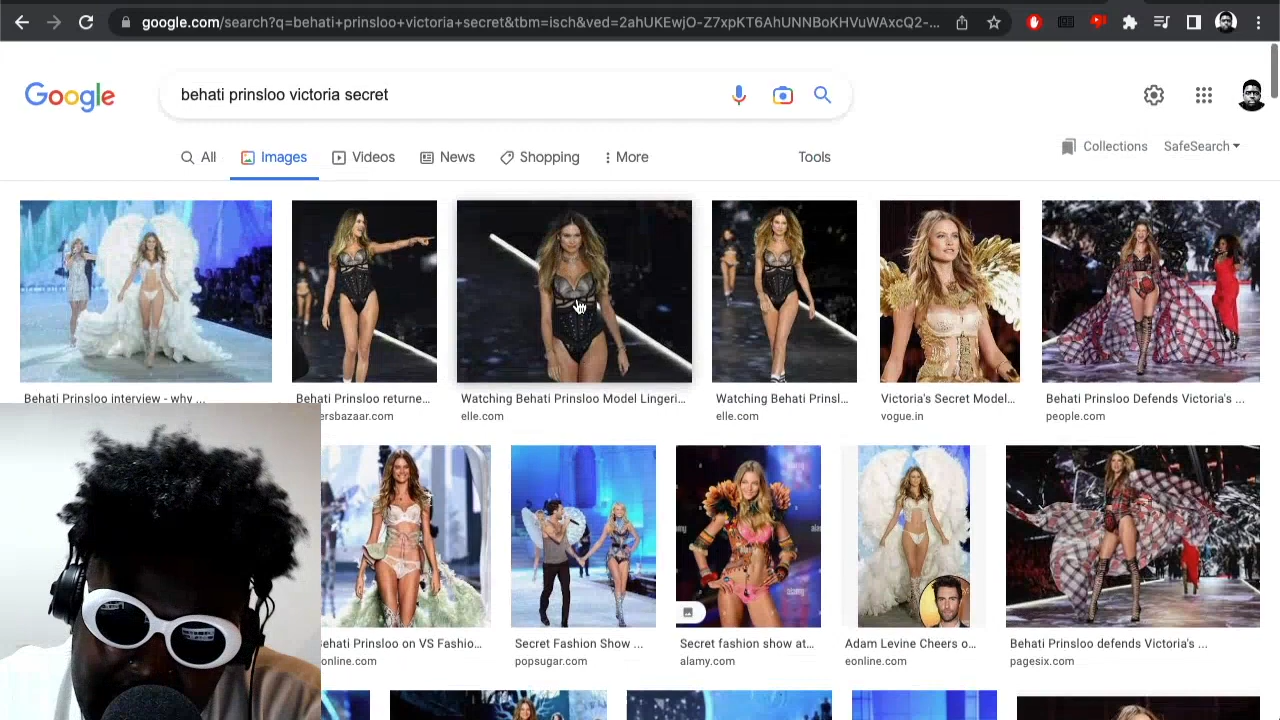 google.com/search?q=behati+prinsloo+victoria+secret&tbm=isch&ved=2ahUKEwjO-Z7xpKT6AhUNNBoKHVuWAxcQ2-...
Google
behati prinsloo victoria secret
All
Images
Videos
News
Shopping
More
Tools
Collections
SafeSearch
Behati Prinsloo interview - why ...
Behati Prinsloo returne...
Watching Behati Prinsloo Model Lingeri...
Watching Behati Prinsl...
Victoria's Secret Model...
Behati Prinsloo Defends Victoria's ...
ersbazaar.com
elle.com
elle.com
vogue.in
people.com
alamy
alamy
ehati Prinsloo on VS Fashio...
Secret Fashion Show ...
Secret fashion show at...
Adam Levine Cheers o...
Behati Prinsloo defends Victoria's ...
online.com
popsugar.com
alamy.com
eonline.com
pagesix.com